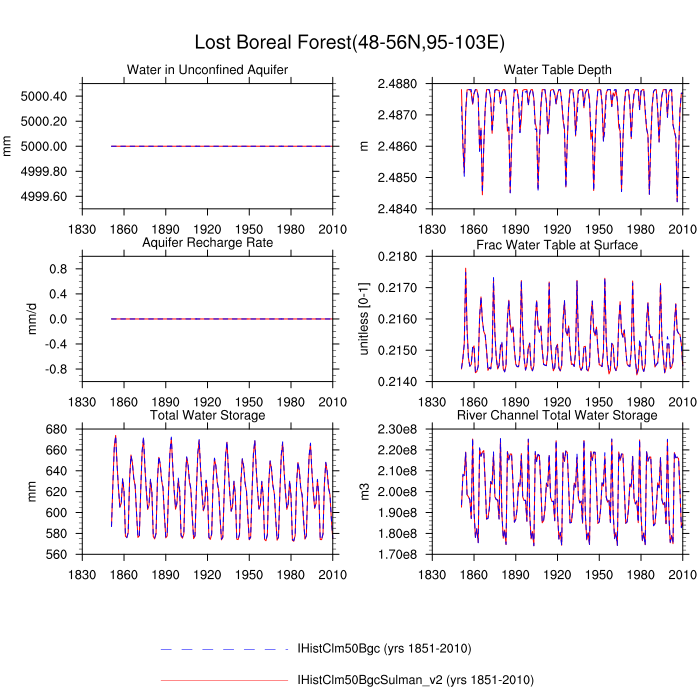 Lost Boreal Forest(48-56N,95-103E)
Water in Unconfined Aquifer
5000.40
5000.20
5000.00
4999.80
4999.60
mm
1830 1860 1890 1920 1950 1980 2010
Water Table Depth
2.4880
2.4870
2.4860
2.4850
2.4840
m
1830 1860 1890 1920 1950 1980 2010
Aquifer Recharge Rate
0.8
0.4
0.0
-0.4
-0.8
mm/d
1830 1860 1890 1920 1950 1980 2010
Frac Water Table at Surface
0.2180
0.2170
0.2160
0.2150
0.2140
unitless [0-1]
1830 1860 1890 1920 1950 1980 2010
Total Water Storage
680
660
640
620
600
580
560
mm
1830 1860 1890 1920 1950 1980 2010
River Channel Total Water Storage
2.30e8
2.20e8
2.10e8
2.00e8
1.90e8
1.80e8
1.70e8
m3
1830 1860 1890 1920 1950 1980 2010
IHistClm50Bgc (yrs 1851-2010)
IHistClm50BgcSulman_v2 (yrs 1851-2010)